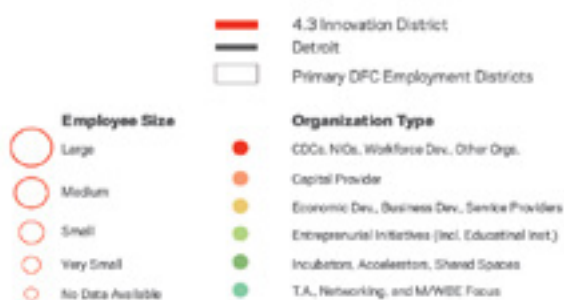 4.3 Innovation District
Detroit
Primary DFC Employment Districts
Employee Size
Large
Medium
Small
Very Small
No Data Available
Organization Type
CDCs, NIOs, Workforce Dev., Other Orgs.
Capital Provider
Economic Dev., Business Dev., Service Providers
Entreprenurial Initiatives (Incl. Educatinal Inst.)
Incubators, Accelerators, Shared Spaces
T.A., Networking, and M/WBE Focus